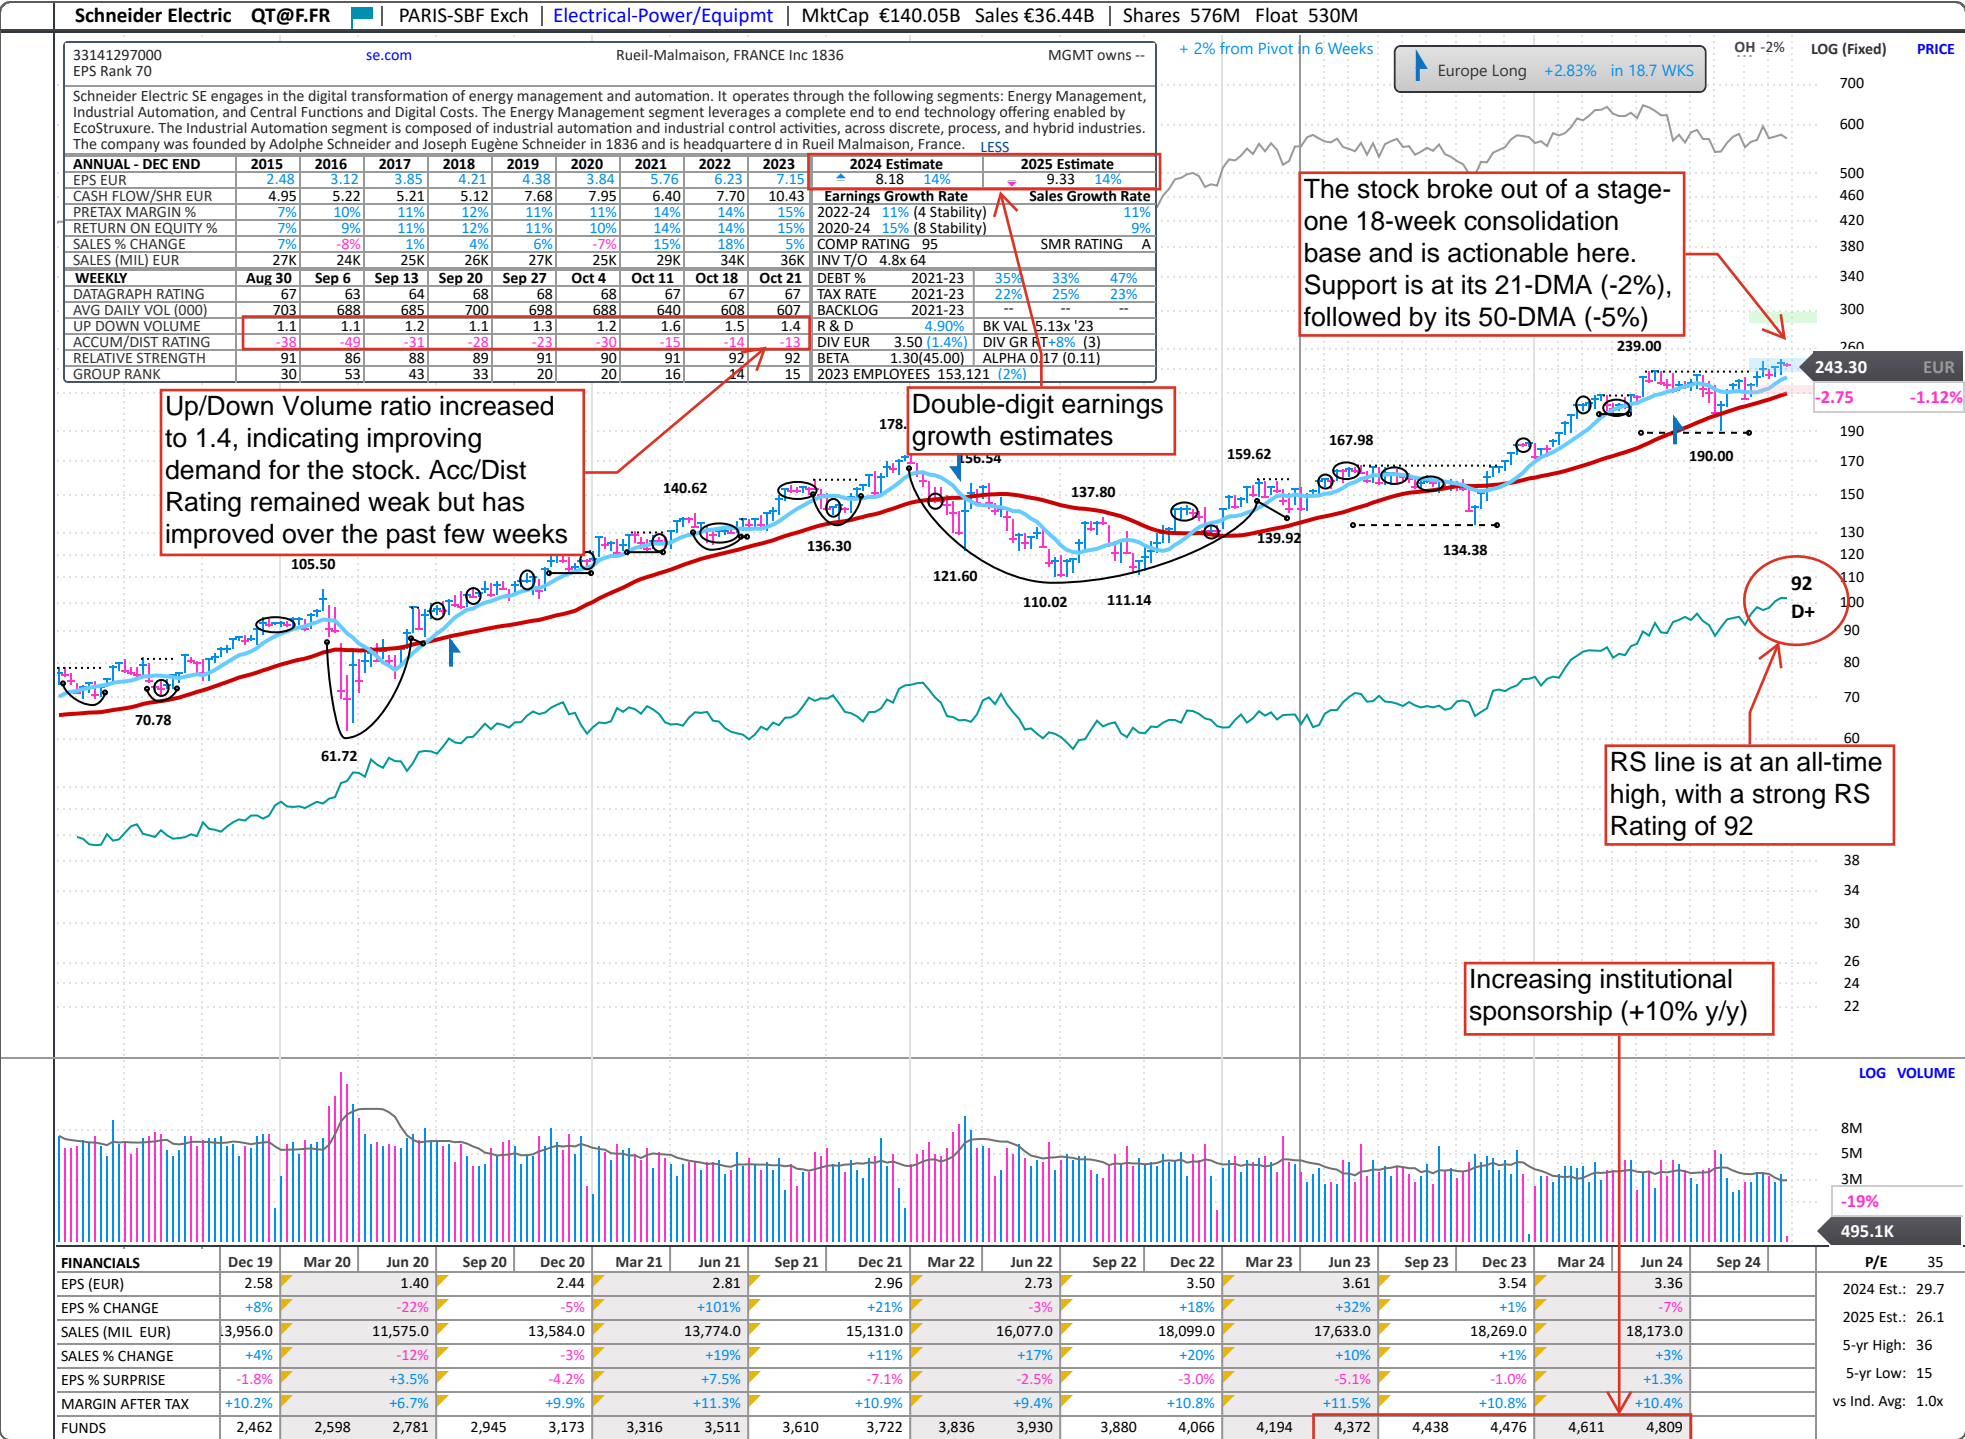 Schneider Electric QT@F.FR PARIS-SBF Exch Electrical-Power/Equipmt MktCap €140.05B Sales €36.44B Shares 576M Float 530M
33141297000 se.com Rueil-Malmaison, FRANCE Inc 1836 MGMT owns --
EPS Rank 70
Schneider Electric SE engages in the digital transformation of energy management and automation. It operates through the following segments: Energy Management,
Industrial Automation, and Central Functions and Digital Costs. The Energy Management segment leverages a complete end to end technology offering enabled by
EcoStruxure. The Industrial Automation segment is composed of industrial automation and industrial control activities, across discrete, process, and hybrid industries.
The company was founded by Adolphe Schneider and Joseph Eugène Schneider in 1836 and is headquartere d in Rueil Malmaison, France. LESS
ANNUAL - DEC END 2015 2016 2017 2018 2019 2020 2021 2022 2023 2024 Estimate 2025 Estimate
EPS EUR 2.48 3.12 3.85 4.21 4.38 3.84 5.76 6.23 7.15 8.18 14% 9.33 14%
CASH FLOW/SHR EUR 4.95 5.22 5.21 5.12 7.68 7.95 6.40 7.70 10.43 Earnings Growth Rate Sales Growth Rate
PRETAX MARGIN % 7% 10% 11% 12% 11% 11% 14% 14% 15% 2022-24 11% (4 Stability) 11%
RETURN ON EQUITY % 7% 9% 11% 12% 11% 10% 14% 14% 15% 2020-24 15% (8 Stability) 9%
SALES % CHANGE 7% -8% 1% 4% 6% -7% 15% 18% 5% COMP RATING 95 SMR RATING A
SALES (MIL) EUR 27K 24K 25K 26K 27K 25K 29K 34K 36K INV T/O 4.8x 64
WEEKLY Aug 30 Sep 6 Sep 13 Sep 20 Sep 27 Oct 4 Oct 11 Oct 18 Oct 21 DEBT % 2021-23 35% 33% 47%
DATAGRAPH RATING 67 63 64 68 68 68 67 67 67 TAX RATE 2021-23 22% 25% 23%
AVG DAILY VOL (000) 703 688 685 700 698 688 640 608 607 BACKLOG 2021-23 -- -- --
UP DOWN VOLUME 1.1 1.1 1.2 1.1 1.3 1.2 1.6 1.5 1.4 R & D 4.90% BK VAL 5.13x '23
ACCUM/DIST RATING -38 -49 -31 -28 -23 -30 -15 -14 -13 DIV EUR 3.50 (1.4%) DIV GR RT +8% (3)
RELATIVE STRENGTH 91 86 88 89 91 90 91 92 92 BETA 1.30(45.00) ALPHA 0.17 (0.11)
GROUP RANK 30 53 43 33 20 20 16 14 15 2023 EMPLOYEES 153,121 (2%)
+ 2% from Pivot in 6 Weeks
Europe Long +2.83% in 18.7 WKS
OH -2%
LOG (Fixed) PRICE
700
600
500
460
420
380
340
300
260
243.30 EUR
-2.75 -1.12%
190
170
150
130
120
110
100
90
80
70
60
38
34
30
26
24
22
The stock broke out of a stage-
one 18-week consolidation
base and is actionable here.
Support is at its 21-DMA (-2%),
followed by its 50-DMA (-5%)
Up/Down Volume ratio increased
to 1.4, indicating improving
demand for the stock. Acc/Dist
Rating remained weak but has
improved over the past few weeks
Double-digit earnings
growth estimates
70.78
105.50
61.72
140.62
136.30
178.
156.54
121.60
110.02
137.80
111.14
159.62
139.92
167.98
134.38
239.00
190.00
92
D+
RS line is at an all-time
high, with a strong RS
Rating of 92
Increasing institutional
sponsorship (+10% y/y)
LOG VOLUME
8M
5M
3M
-19%
495.1K
FINANCIALS Dec 19 Mar 20 Jun 20 Sep 20 Dec 20 Mar 21 Jun 21 Sep 21 Dec 21 Mar 22 Jun 22 Sep 22 Dec 22 Mar 23 Jun 23 Sep 23 Dec 23 Mar 24 Jun 24 Sep 24 P/E 35
EPS (EUR) 2.58 1.40 2.44 2.81 2.96 2.73 3.50 3.61 3.54 3.36 2024 Est.: 29.7
EPS % CHANGE +8% -22% -5% +101% +21% -3% +18% +32% +1% -7% 2025 Est.: 26.1
SALES (MIL EUR) 13,956.0 11,575.0 13,584.0 13,774.0 15,131.0 16,077.0 18,099.0 17,633.0 18,269.0 18,173.0 5-yr High: 36
SALES % CHANGE +4% -12% -3% +19% +11% +17% +20% +10% +1% +3% 5-yr Low: 15
EPS % SURPRISE -1.8% +3.5% -4.2% +7.5% -7.1% -2.5% -3.0% -5.1% -1.0% +1.3%
MARGIN AFTER TAX +10.2% +6.7% +9.9% +11.3% +10.9% +9.4% +10.8% +11.5% +10.8% +10.4% vs Ind. Avg: 1.0x
FUNDS 2,462 2,598 2,781 2,945 3,173 3,316 3,511 3,610 3,722 3,836 3,930 3,880 4,066 4,194 4,372 4,438 4,476 4,611 4,809